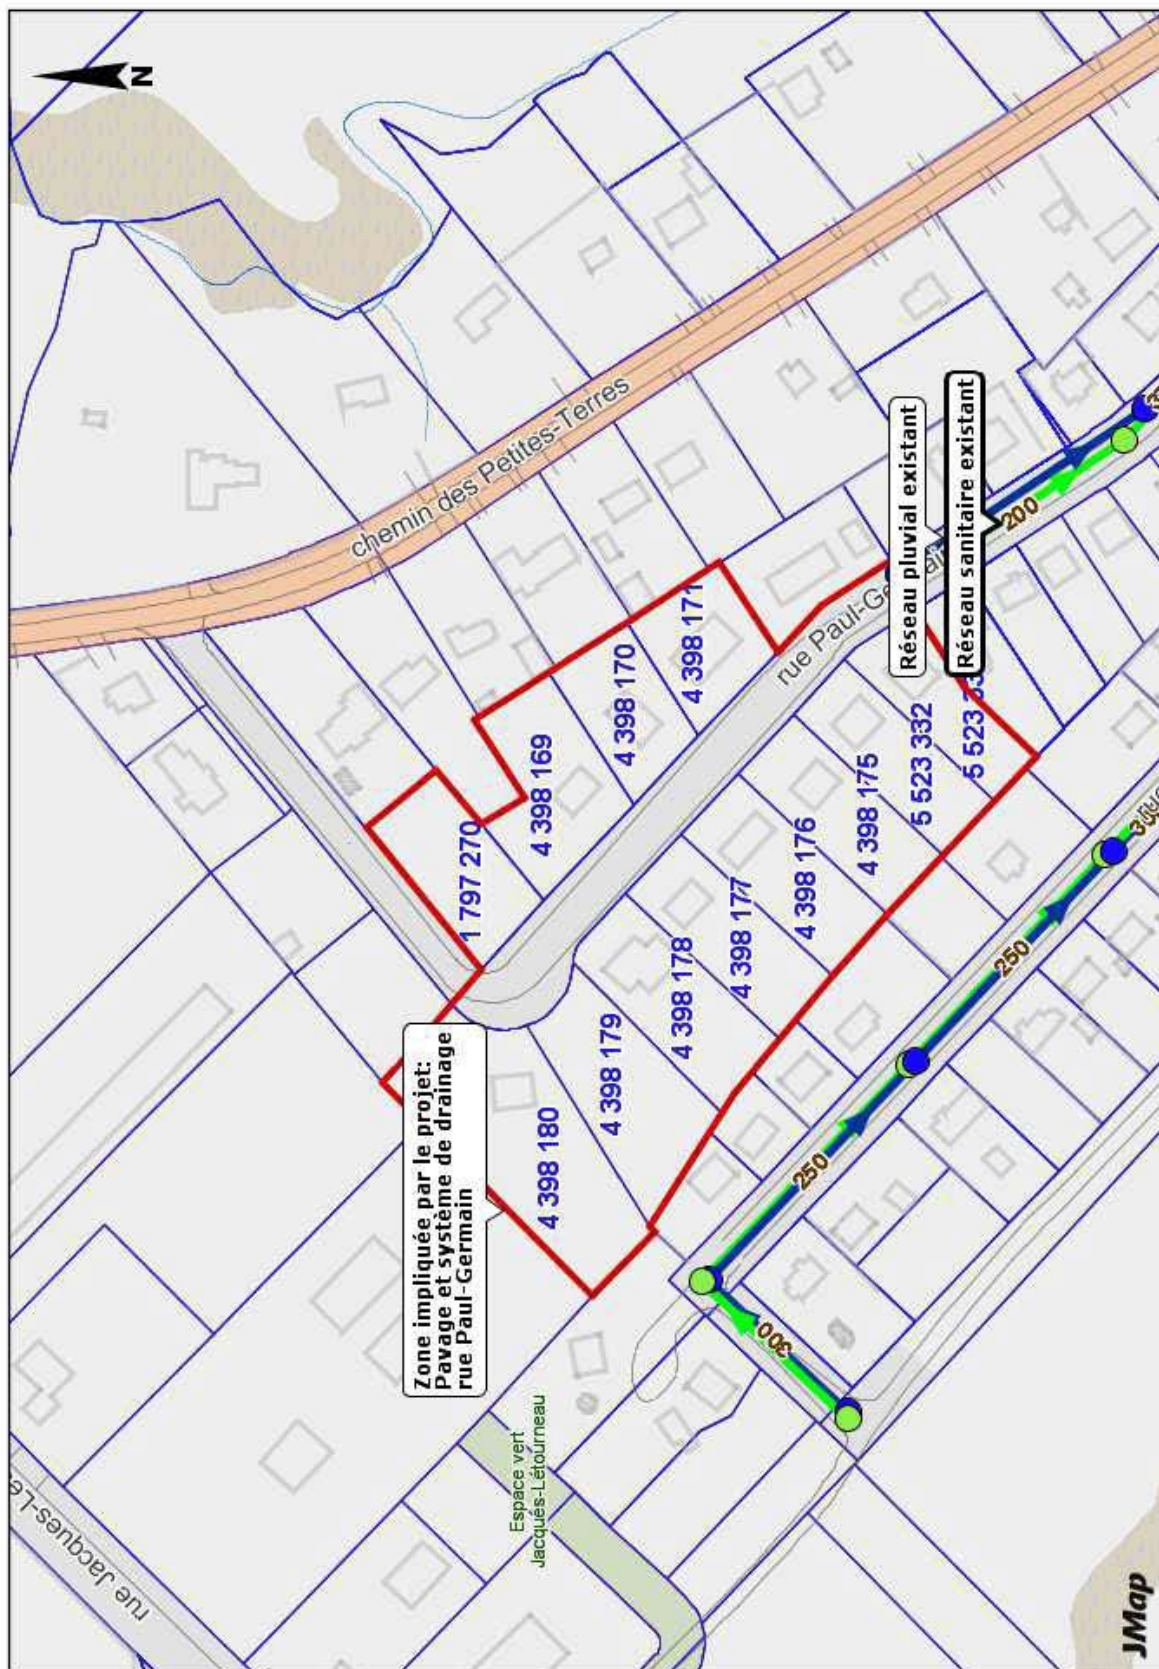 N
chemin des Petites-Terres
Réseau pluvial existant
Réseau sanitaire existant
200
rue Paul-Ge
4 398 171
4 398 170
4 398 169
1 797 270
5 523 33
5 523 332
4 398 175
4 398 176
4 398 177
4 398 178
4 398 179
4 398 180
Zone impliquée par le projet:
Pavage et système de drainage
rue Paul-Germain
250
250
300
Espace vert
Jacques-Létourneau
rue Jacques-Lé
JMap